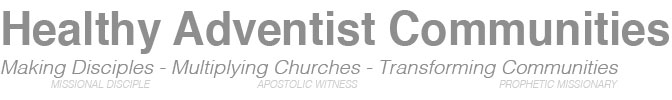 Healthy Adventist Communities
Making Disciples - Multiplying Churches - Transforming Communities
MISSIONAL DISCIPLE APOSTOLIC WITNESS PROPHETIC MISSIONARY